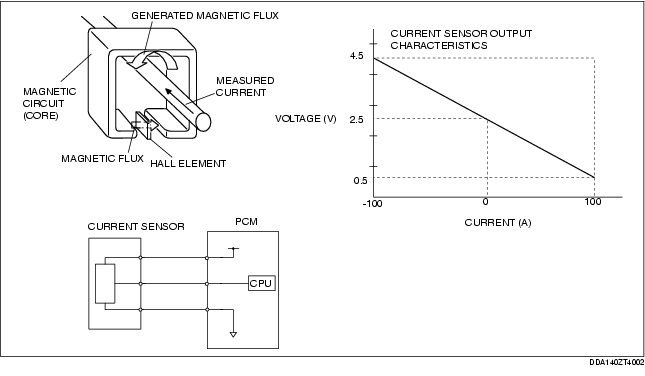 GENERATED MAGNETIC FLUX
MAGNETIC
CIRCUIT
(CORE)
MEASURED
CURRENT
MAGNETIC FLUX
HALL ELEMENT
CURRENT SENSOR OUTPUT
CHARACTERISTICS
4.5
VOLTAGE (V)
2.5
0.5
-100
0
100
CURRENT (A)
CURRENT SENSOR
PCM
CPU
DDA140ZT4002